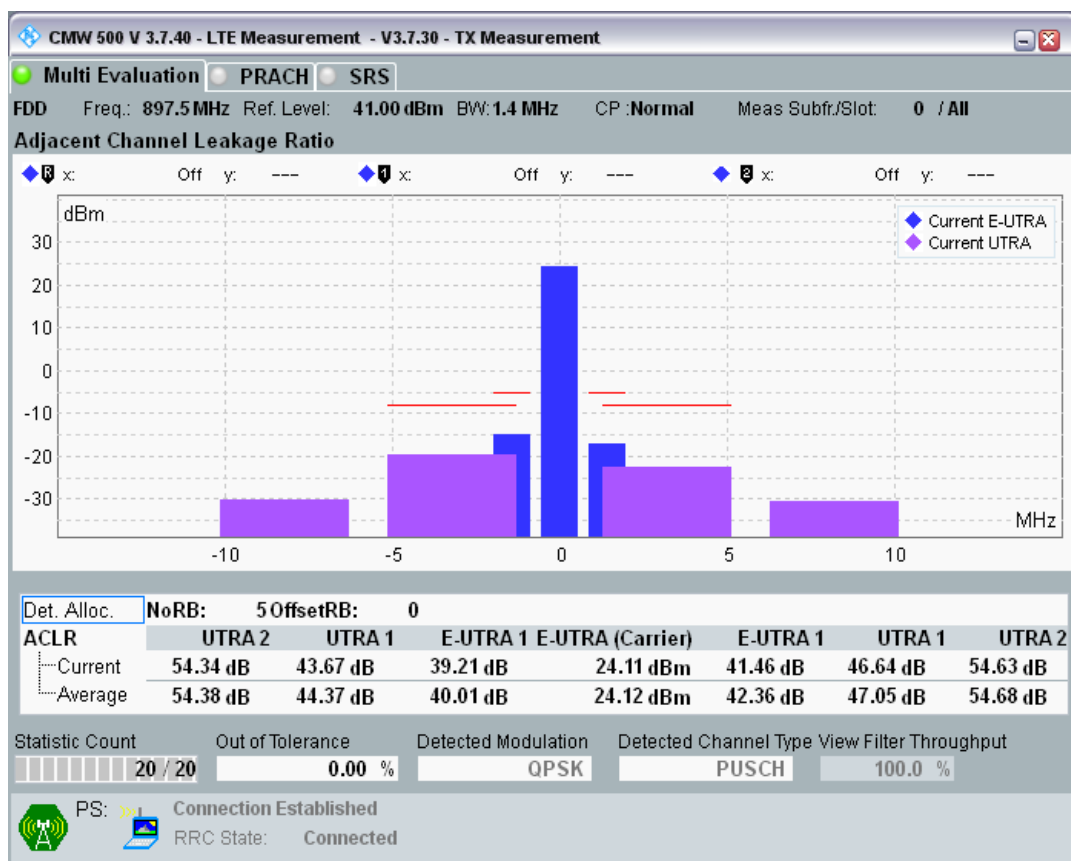 CMW 500 V 3.7.40 - LTE Measurement - V3.7.30 - TX Measurement
Multi Evaluation PRACH SRS
FDD Freq.: 897.5 MHz Ref. Level: 41.00 dBm BW: 1.4 MHz CP :Normal Meas Subfr./Slot: 0 / All
Adjacent Channel Leakage Ratio
R x: Off y: --- 1 x: Off y: --- 2 x: Off y: ---
dBm
Current E-UTRA
Current UTRA
30
20
10
0
-10
-20
-30
MHz
-10 -5 0 5 10
Det. Alloc. NoRB: 5 OffsetRB: 0
ACLR UTRA 2 UTRA 1 E-UTRA 1 E-UTRA (Carrier) E-UTRA 1 UTRA 1 UTRA 2
Current 54.34 dB 43.67 dB 39.21 dB 24.11 dBm 41.46 dB 46.64 dB 54.63 dB
Average 54.38 dB 44.37 dB 40.01 dB 24.12 dBm 42.36 dB 47.05 dB 54.68 dB
Statistic Count Out of Tolerance Detected Modulation Detected Channel Type View Filter Throughput
20 / 20 0.00 % QPSK PUSCH 100.0 %
PS: Connection Established
RRC State: Connected